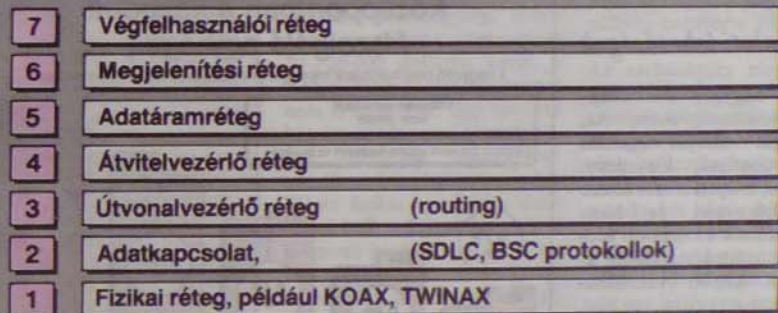 7 Végfelhasználói réteg
6 Megjelenítési réteg
5 Adatáramréteg
4 Átvitelvezérlő réteg
3 Útvonalvezérlő réteg (routing)
2 Adatkapcsolat, (SDLC, BSC protokollok)
1 Fizikai réteg, például KOAX, TWINAX